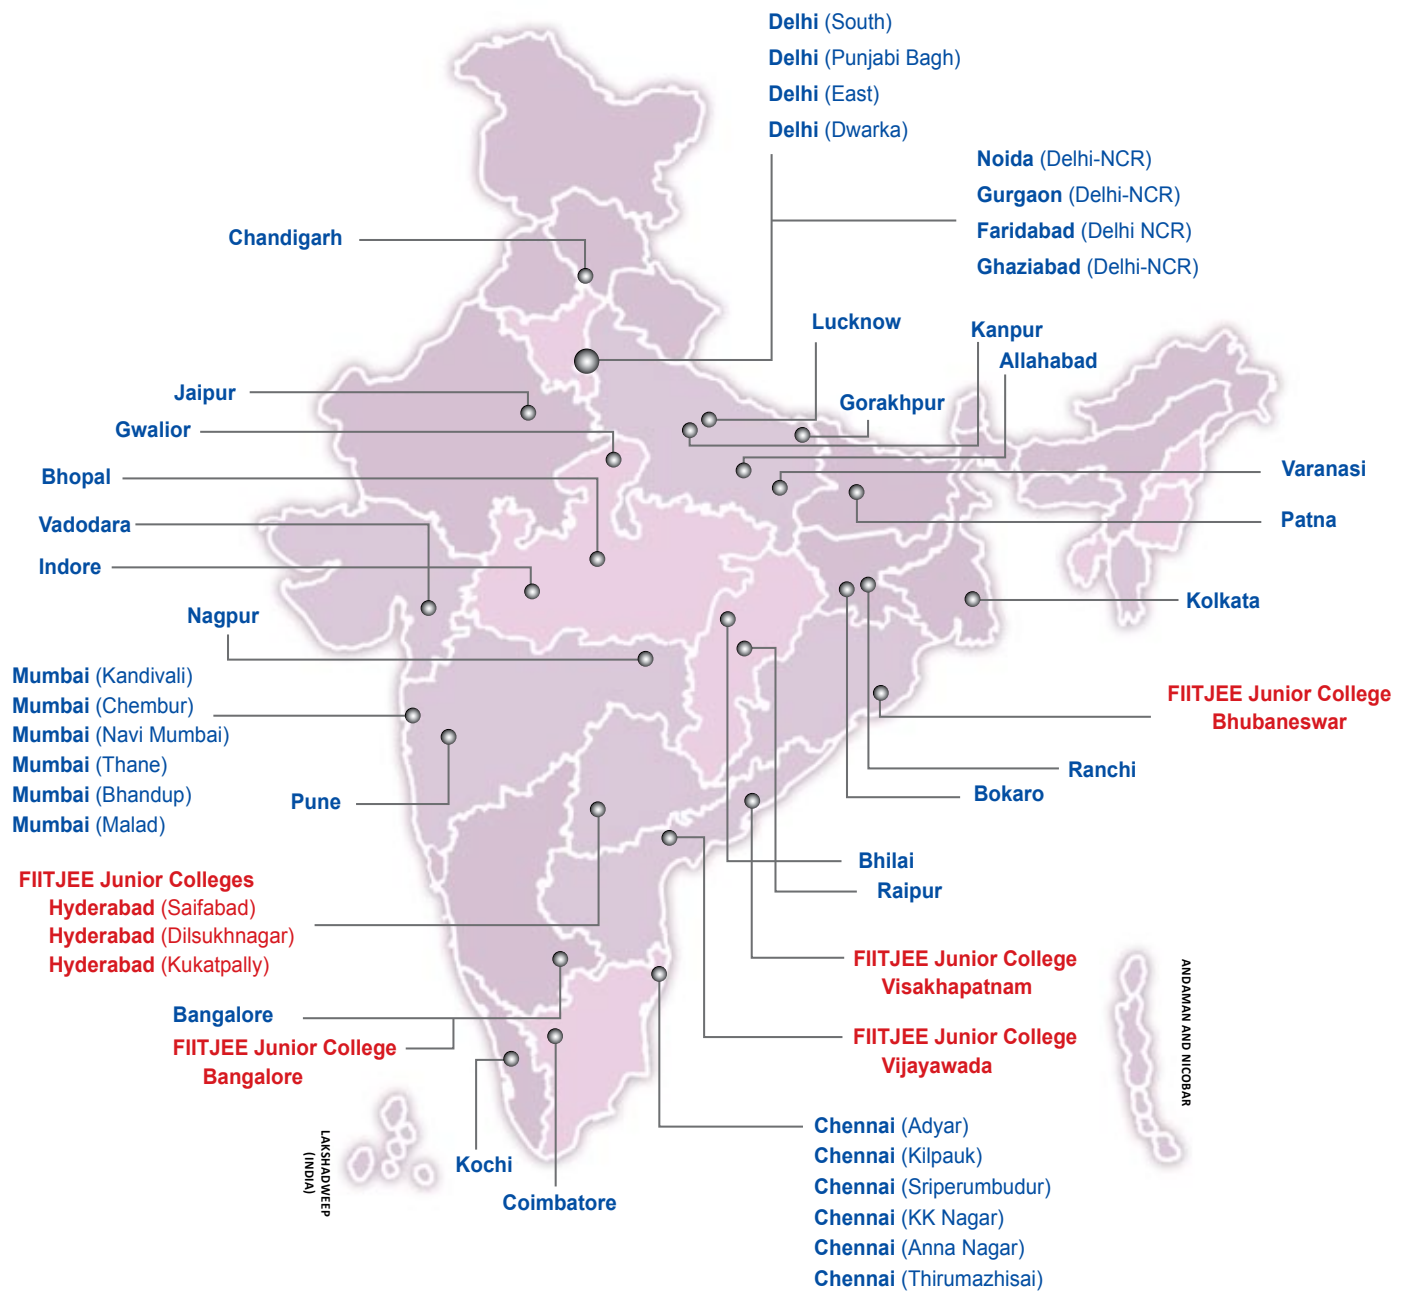 Delhi (South)
Delhi (Punjabi Bagh)
Delhi (East)
Delhi (Dwarka)
Noida (Delhi-NCR)
Gurgaon (Delhi-NCR)
Faridabad (Delhi NCR)
Ghaziabad (Delhi-NCR)
Chandigarh
Lucknow
Kanpur
Allahabad
Jaipur
Gorakhpur
Gwalior
Bhopal
Varanasi
Vadodara
Patna
Indore
Kolkata
Nagpur
Mumbai (Kandivali)
Mumbai (Chembur)
Mumbai (Navi Mumbai)
Mumbai (Thane)
Mumbai (Bhandup)
Mumbai (Malad)
FIITJEE Junior College
Bhubaneswar
Ranchi
Bokaro
Pune
Bhilai
Raipur
FIITJEE Junior Colleges
Hyderabad (Saifabad)
Hyderabad (Dilsukhnagar)
Hyderabad (Kukatpally)
FIITJEE Junior College
Visakhapatnam
Bangalore
FIITJEE Junior College
Bangalore
FIITJEE Junior College
Vijayawada
ANDAMAN AND NICOBAR
LAKSHADWEEP
(INDIA)
Kochi
Coimbatore
Chennai (Adyar)
Chennai (Kilpauk)
Chennai (Sriperumbudur)
Chennai (KK Nagar)
Chennai (Anna Nagar)
Chennai (Thirumazhisai)